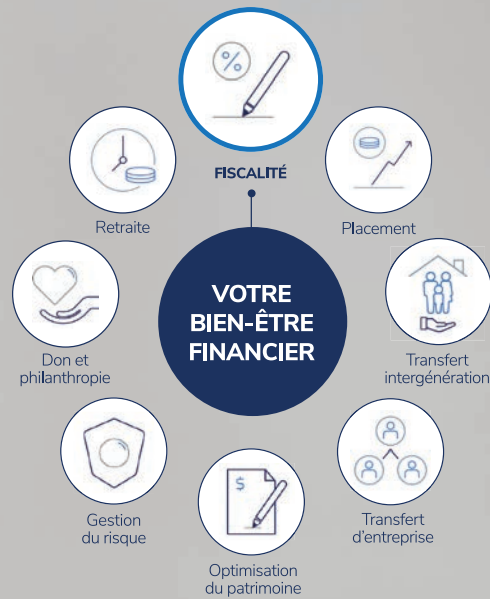 %
FISCALITÉ
Retraite
Placement
VOTRE
BIEN-ÊTRE
FINANCIER
Don et
philanthropie
Transfert
intergénération
Gestion
du risque
$
Transfert
d'entreprise
Optimisation
du patrimoine